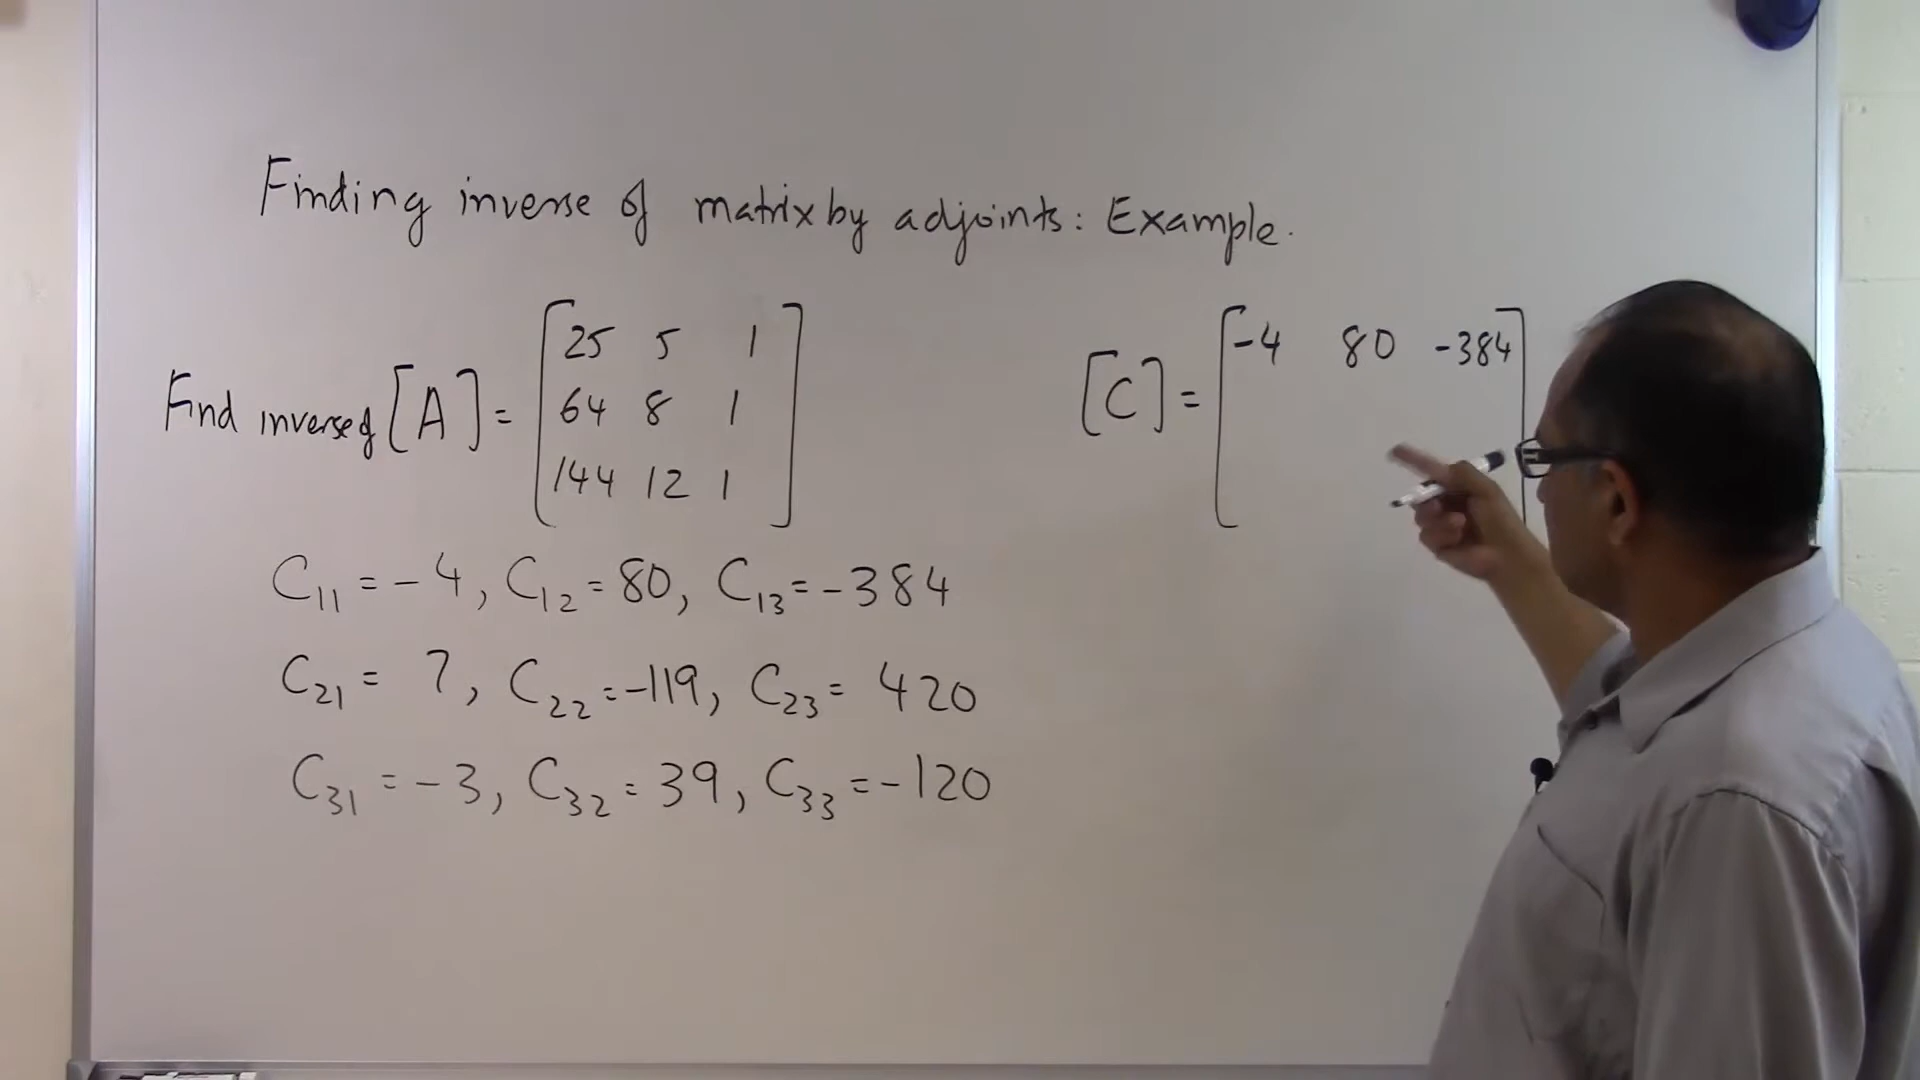 Finding inverse of matrix by adjoints: Example.
Find inverse of [A] = [25 5 1
64 8 1
144 12 1]
[C] = [-4 80 -384]
C11 = -4, C12 = 80, C13 = -384
C21 = 7, C22 = -119, C23 = 420
C31 = -3, C32 = 39, C33 = -120